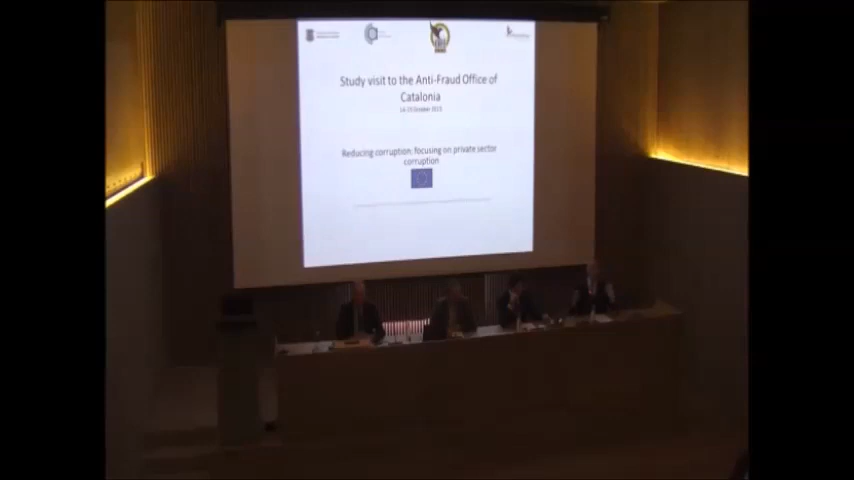 Study visit to the Anti-Fraud Office of
Catalonia
Reducing corruption: focusing on private sector
corruption